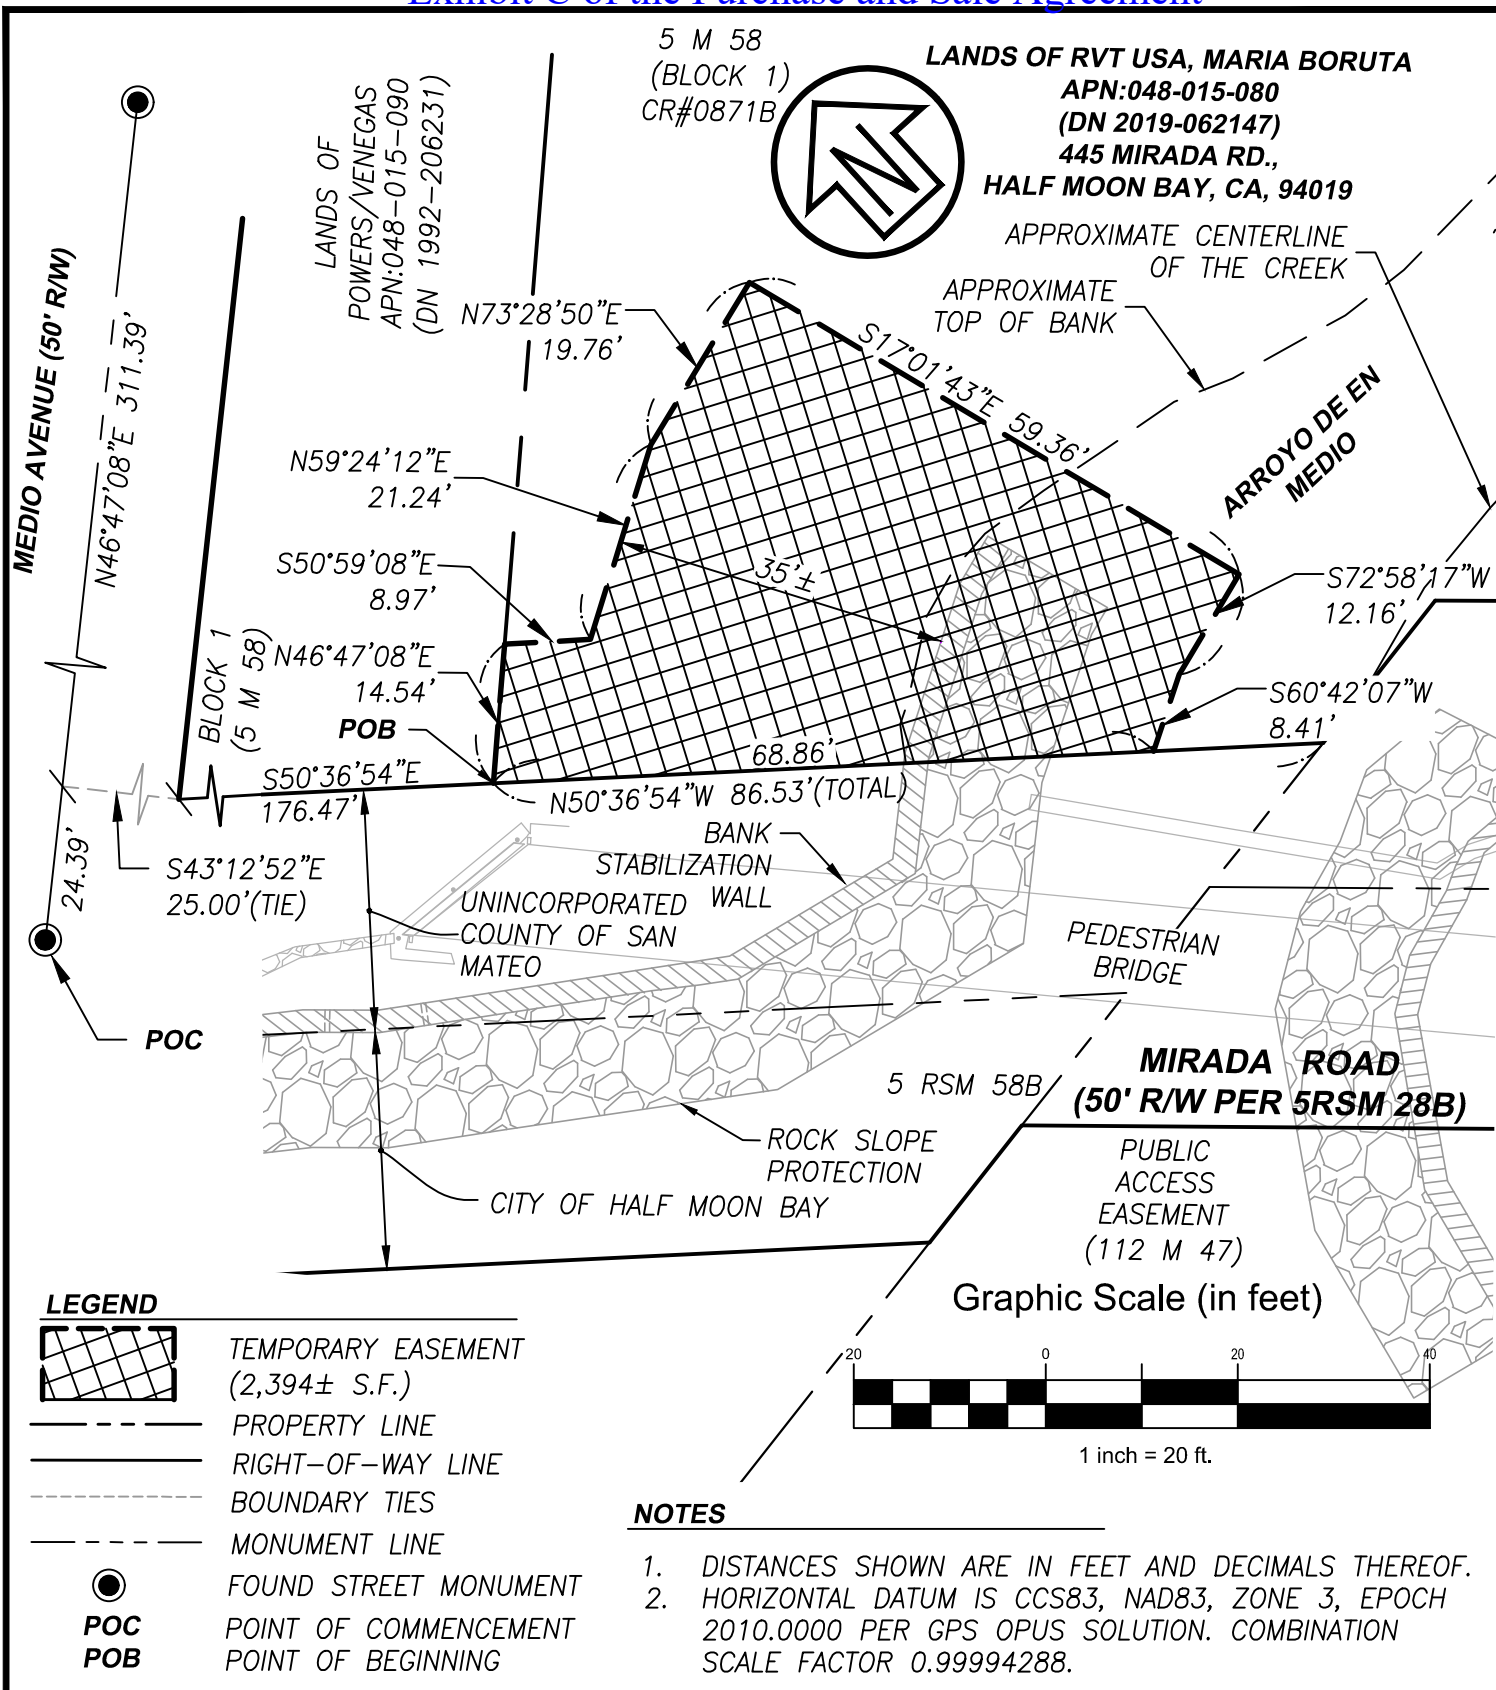 Exhibit C of the Purchase and Sale Agreement
5 M 58
(BLOCK 1)
CR#0871B
LANDS OF RVT USA, MARIA BORUTA
APN:048-015-080
(DN 2019-062147)
445 MIRADA RD.,
HALF MOON BAY, CA, 94019
N
LANDS OF
POWERS/VENEGAS
APN:048-015-090
(DN 1992-206231)
MEDIO AVENUE (50' R/W)
N46°47'08"E 311.39'
APPROXIMATE CENTERLINE
OF THE CREEK
APPROXIMATE
TOP OF BANK
N73°28'50"E
19.76'
S17°01'43"E 59.36'
ARROYO DE EN
MEDIO
N59°24'12"E
21.24'
S50°59'08"E
8.97'
35'±
S72°58'17"W
12.16'
BLOCK 1
(5 M 58)
N46°47'08"E
14.54'
S60°42'07"W
8.41'
POB
68.86'
S50°36'54"E
176.47'
N50°36'54"W 86.53'(TOTAL)
24.39'
S43°12'52"E
25.00'(TIE)
BANK
STABILIZATION
WALL
UNINCORPORATED
COUNTY OF SAN
MATEO
PEDESTRIAN
BRIDGE
POC
MIRADA ROAD
(50' R/W PER 5RSM 28B)
5 RSM 58B
ROCK SLOPE
PROTECTION
PUBLIC
ACCESS
EASEMENT
(112 M 47)
CITY OF HALF MOON BAY
Graphic Scale (in feet)
20 0 20 40
1 inch = 20 ft.
LEGEND
TEMPORARY EASEMENT
(2,394± S.F.)
PROPERTY LINE
RIGHT-OF-WAY LINE
BOUNDARY TIES
MONUMENT LINE
FOUND STREET MONUMENT
POC POINT OF COMMENCEMENT
POB POINT OF BEGINNING
NOTES
1. DISTANCES SHOWN ARE IN FEET AND DECIMALS THEREOF.
2. HORIZONTAL DATUM IS CCS83, NAD83, ZONE 3, EPOCH
2010.0000 PER GPS OPUS SOLUTION. COMBINATION
SCALE FACTOR 0.99994288.